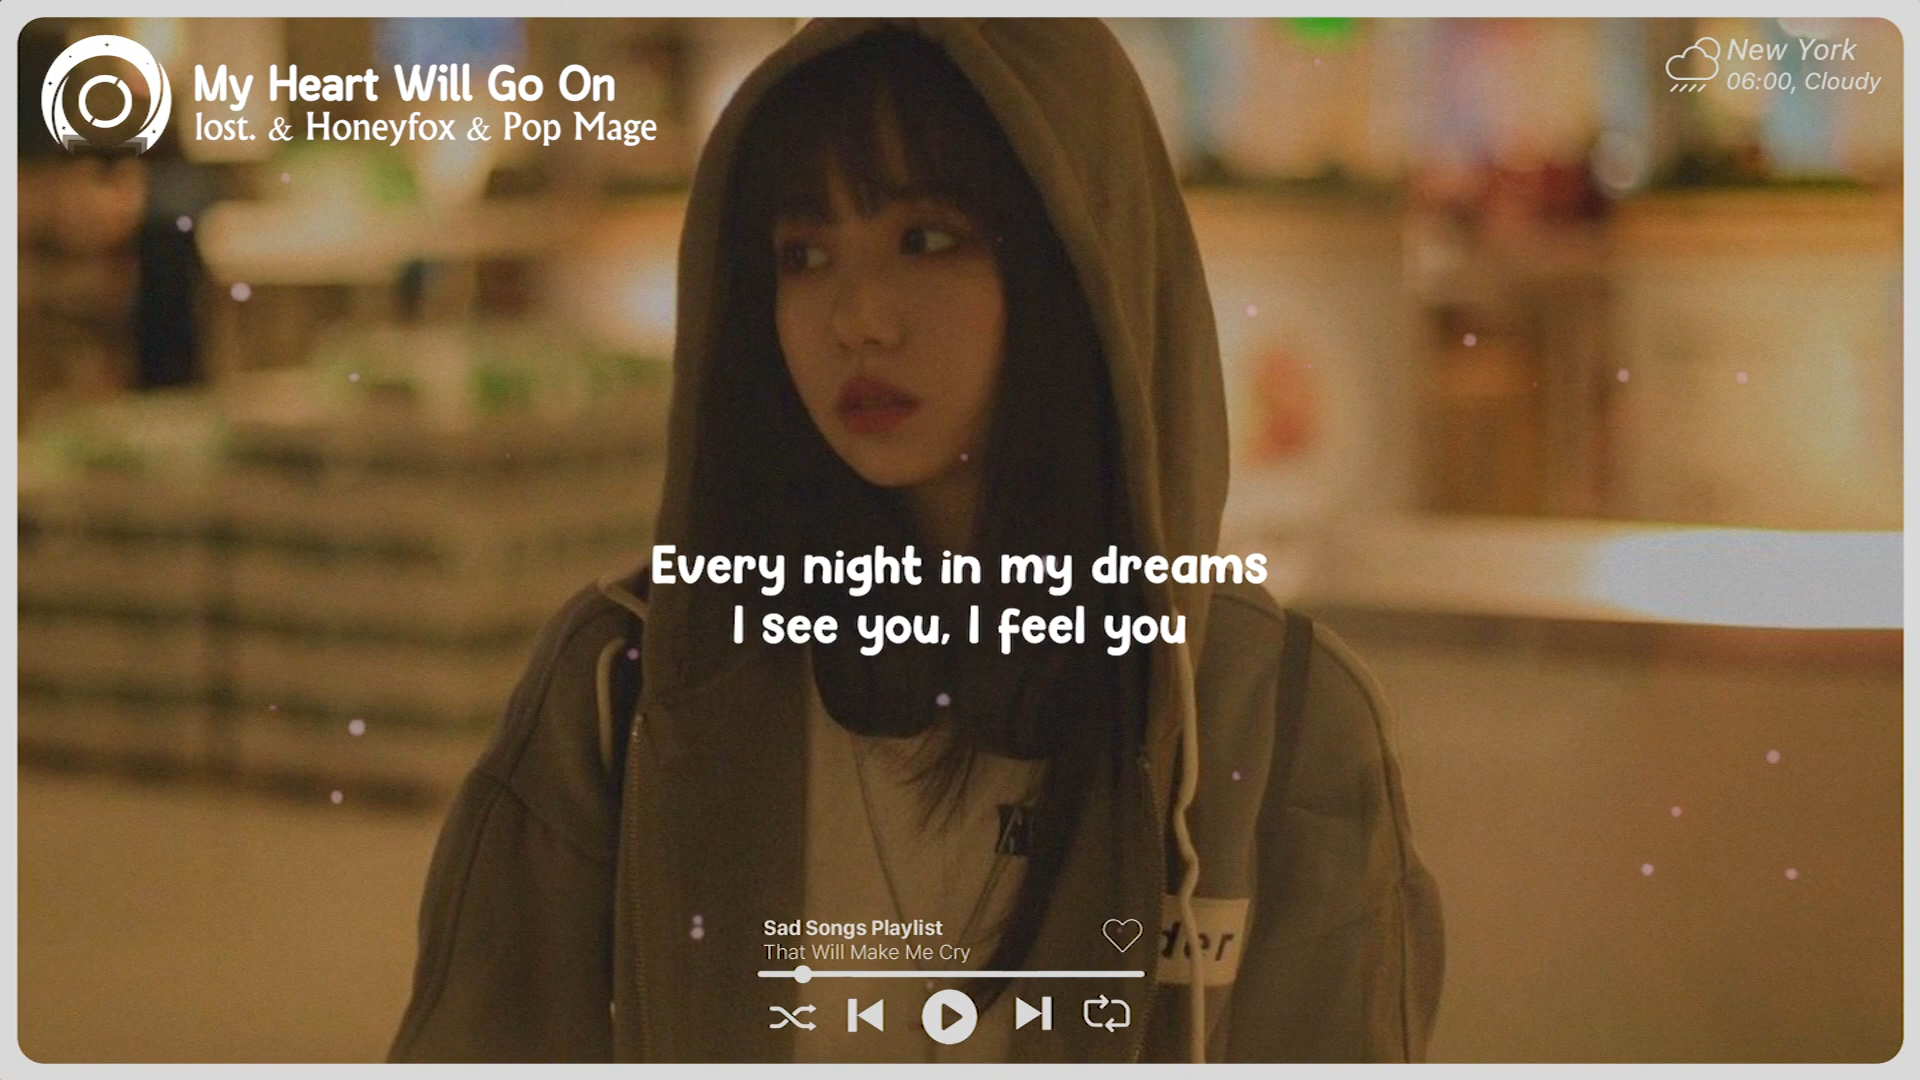 My Heart Will Go On
lost. & Honeyfox & Pop Mage
New York
06:00, Cloudy
Every night in my dreams
I see you, I feel you
Sad Songs Playlist
That Will Make Me Cry
der